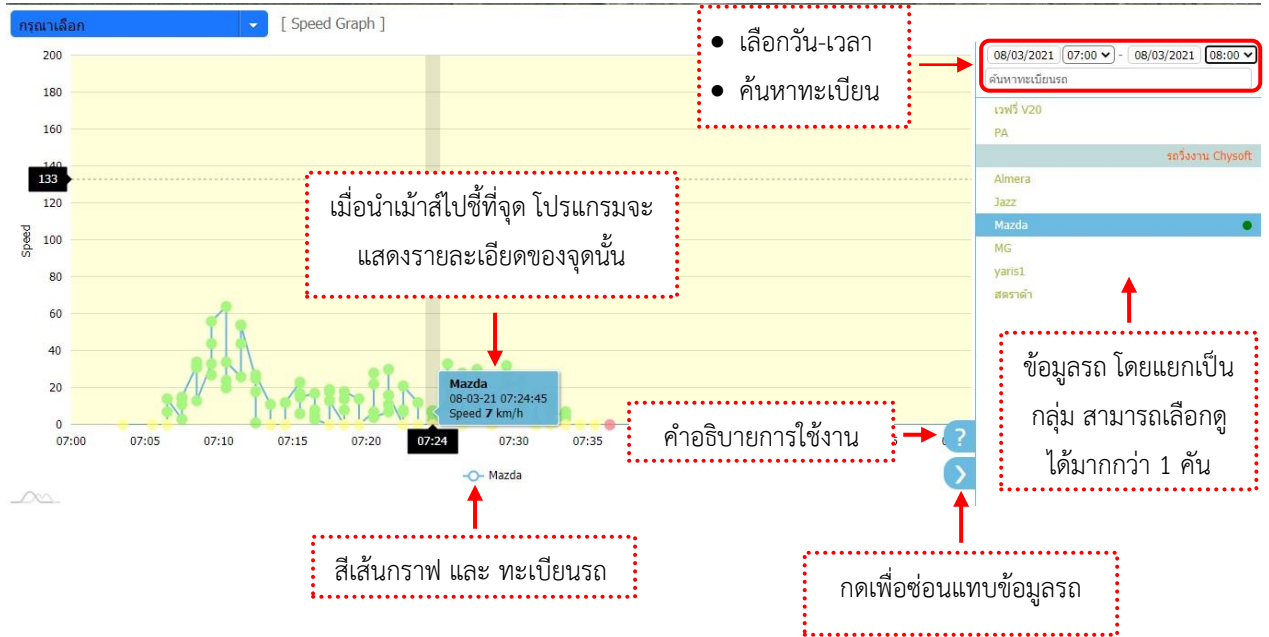 กรุณาเลือก
[ Speed Graph ]
Speed
200
180
160
140
133
120
100
80
60
40
20
0
07:00
07:05
07:10
07:15
07:20
07:24
07:30
07:35
Mazda
08-03-21 07:24:45
Speed 7 km/h
Mazda
เมื่อนำเม้าส์ไปชี้ที่จุด โปรแกรมจะ
แสดงรายละเอียดของจุดนั้น
● เลือกวัน-เวลา
● ค้นหาทะเบียน
08/03/2021 07:00 - 08/03/2021 08:00
ค้นหาทะเบียนรถ
เวฟวี่ V20
PA
รถวิ่งงาน Chysoft
Almera
Jazz
Mazda
MG
yaris1
สตราด้า
ข้อมูลรถ โดยแยกเป็น
กลุ่ม สามารถเลือกดู
ได้มากกว่า 1 คัน
คำอธิบายการใช้งาน
?
สีเส้นกราฟ และ ทะเบียนรถ
กดเพื่อซ่อนแทบข้อมูลรถ